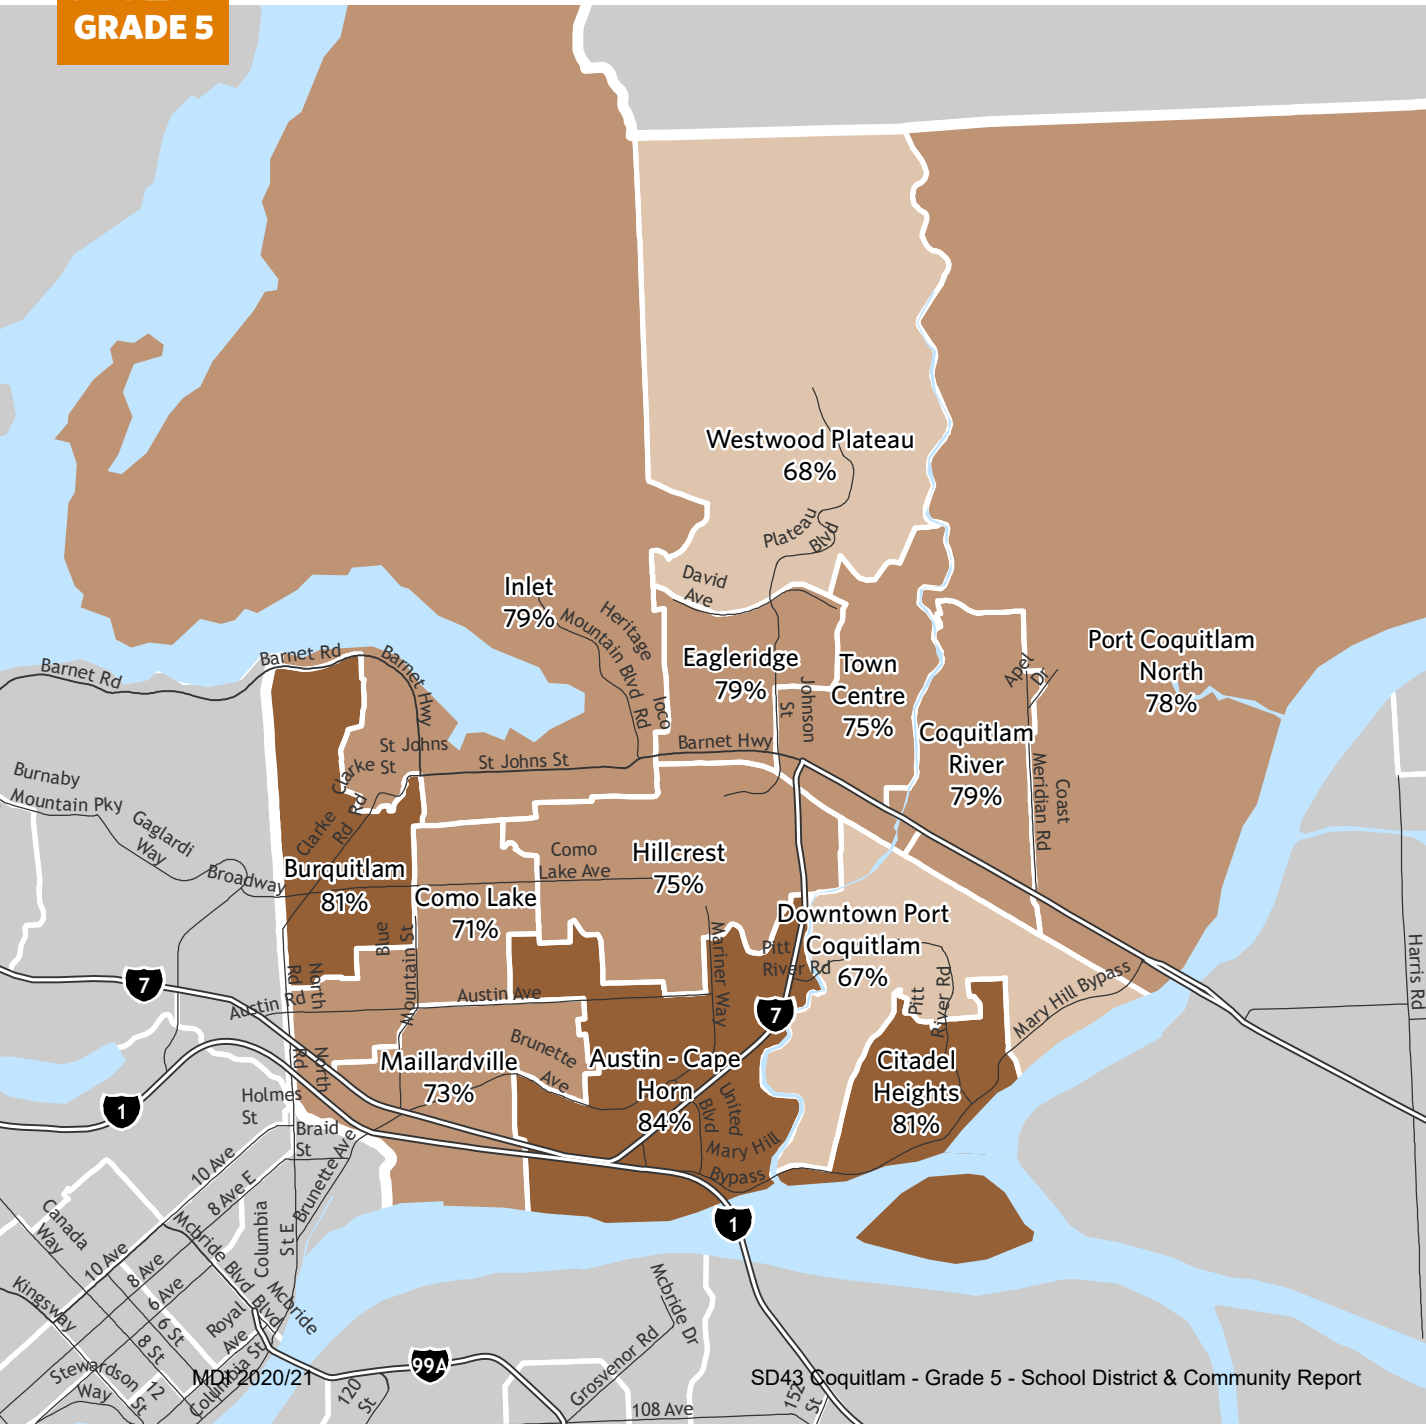 GRADE 5
Westwood Plateau
68%
Plateau
Blvd
David
Ave
Inlet
79%
Heritage
Mountain Blvd
Ioco
Rd
Eagleridge
79%
Town
Centre
75%
Johnson
St
Port Coquitlam
North
78%
Apel
Dr
Coquitlam
River
79%
Coast
Meridian Rd
Barnet Rd
Barnet Rd
Barnet Hwy
Barnet Hwy
St Johns
St
St Johns St
Clarke
Rd
Clarke
Rd
Burnaby
Mountain Pky
Gaglardi
Way
Broadway
Burquitlam
81%
Como Lake
71%
Como
Lake Ave
Hillcrest
75%
Downtown Port
Coquitlam
67%
Pitt
River Rd
Pitt
River Rd
Mary Hill Bypass
Mariner Way
Blue
Mountain St
North
Rd
Austin Rd
Austin Ave
7
7
1
North
Rd
Maillardville
73%
Brunette
Ave
Austin - Cape
Horn
84%
United
Blvd
Mary Hill
Bypass
Citadel
Heights
81%
Harris Rd
Holmes
St
Braid
St
Brunette Ave
10 Ave
8 Ave E
Columbia
St E
Canada
Way
Mcbride Blvd
Mcbride
Blvd
10 Ave
8 Ave
6 Ave
6 St
8 St
Kingsway
Royal
Ave
Columbia St
Stewardson
Way
12
St
1
99A
120
St
Mcbride Dr
Grosvenor Rd
108 Ave
152
St
MDI 2020/21
SD43 Coquitlam - Grade 5 - School District & Community Report